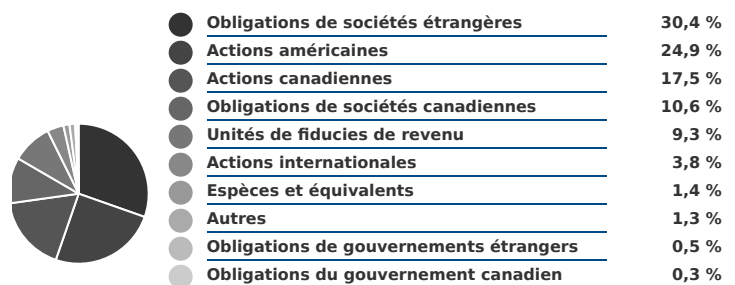 Obligations de sociétés étrangères 30,4 %
Actions américaines 24,9 %
Actions canadiennes 17,5 %
Obligations de sociétés canadiennes 10,6 %
Unités de fiducies de revenu 9,3 %
Actions internationales 3,8 %
Espèces et équivalents 1,4 %
Autres 1,3 %
Obligations de gouvernements étrangers 0,5 %
Obligations du gouvernement canadien 0,3 %